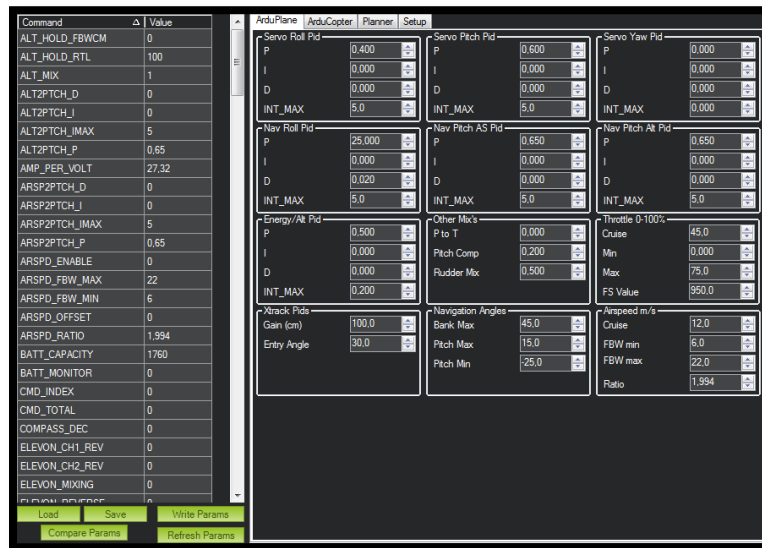 Command Value
ALT_HOLD_FBWCM 0
ALT_HOLD_RTL 100
ALT_MIX 1
ALT2PTCH_D 0
ALT2PTCH_I 0
ALT2PTCH_IMAX 5
ALT2PTCH_P 0,65
AMP_PER_VOLT 27,32
ARSP2PTCH_D 0
ARSP2PTCH_I 0
ARSP2PTCH_IMAX 5
ARSP2PTCH_P 0,65
ARSPD_ENABLE 0
ARSPD_FBW_MAX 22
ARSPD_FBW_MIN 6
ARSPD_OFFSET 0
ARSPD_RATIO 1,994
BATT_CAPACITY 1760
BATT_MONITOR 0
CMD_INDEX 0
CMD_TOTAL 0
COMPASS_DEC 0
ELEVON_CH1_REV 0
ELEVON_CH2_REV 0
ELEVON_MIXING 0
ELEVON_REVERSE 0
Load Save Write Params
Compare Params Refresh Params
ArduPlane ArduCopter Planner Setup
Servo Roll Pid
P 0,400
I 0,000
D 0,000
INT_MAX 5,0
Servo Pitch Pid
P 0,600
I 0,000
D 0,000
INT_MAX 5,0
Servo Yaw Pid
P 0,000
I 0,000
D 0,000
INT_MAX 5,0
Nav Roll Pid
P 25,000
I 0,000
D 0,020
INT_MAX 5,0
Nav Pitch AS Pid
P 0,650
I 0,000
D 0,000
INT_MAX 5,0
Nav Pitch Alt Pid
P 0,650
I 0,000
D 0,000
INT_MAX 5,0
Energy/Alt Pid
P 0,500
I 0,000
D 0,000
INT_MAX 0,200
Other Mix's
P to T 0,000
Pitch Comp 0,200
Rudder Mix 0,500
Throttle 0-100%
Cruise 45,0
Min 0,000
Max 75,0
FS Value 950,0
Xtrack Pids
Gain (cm) 100,0
Entry Angle 30,0
Navigation Angles
Bank Max 45,0
Pitch Max 15,0
Pitch Min -25,0
Airspeed m/s
Cruise 12,0
FBW min 6,0
FBW max 22,0
Ratio 1,994